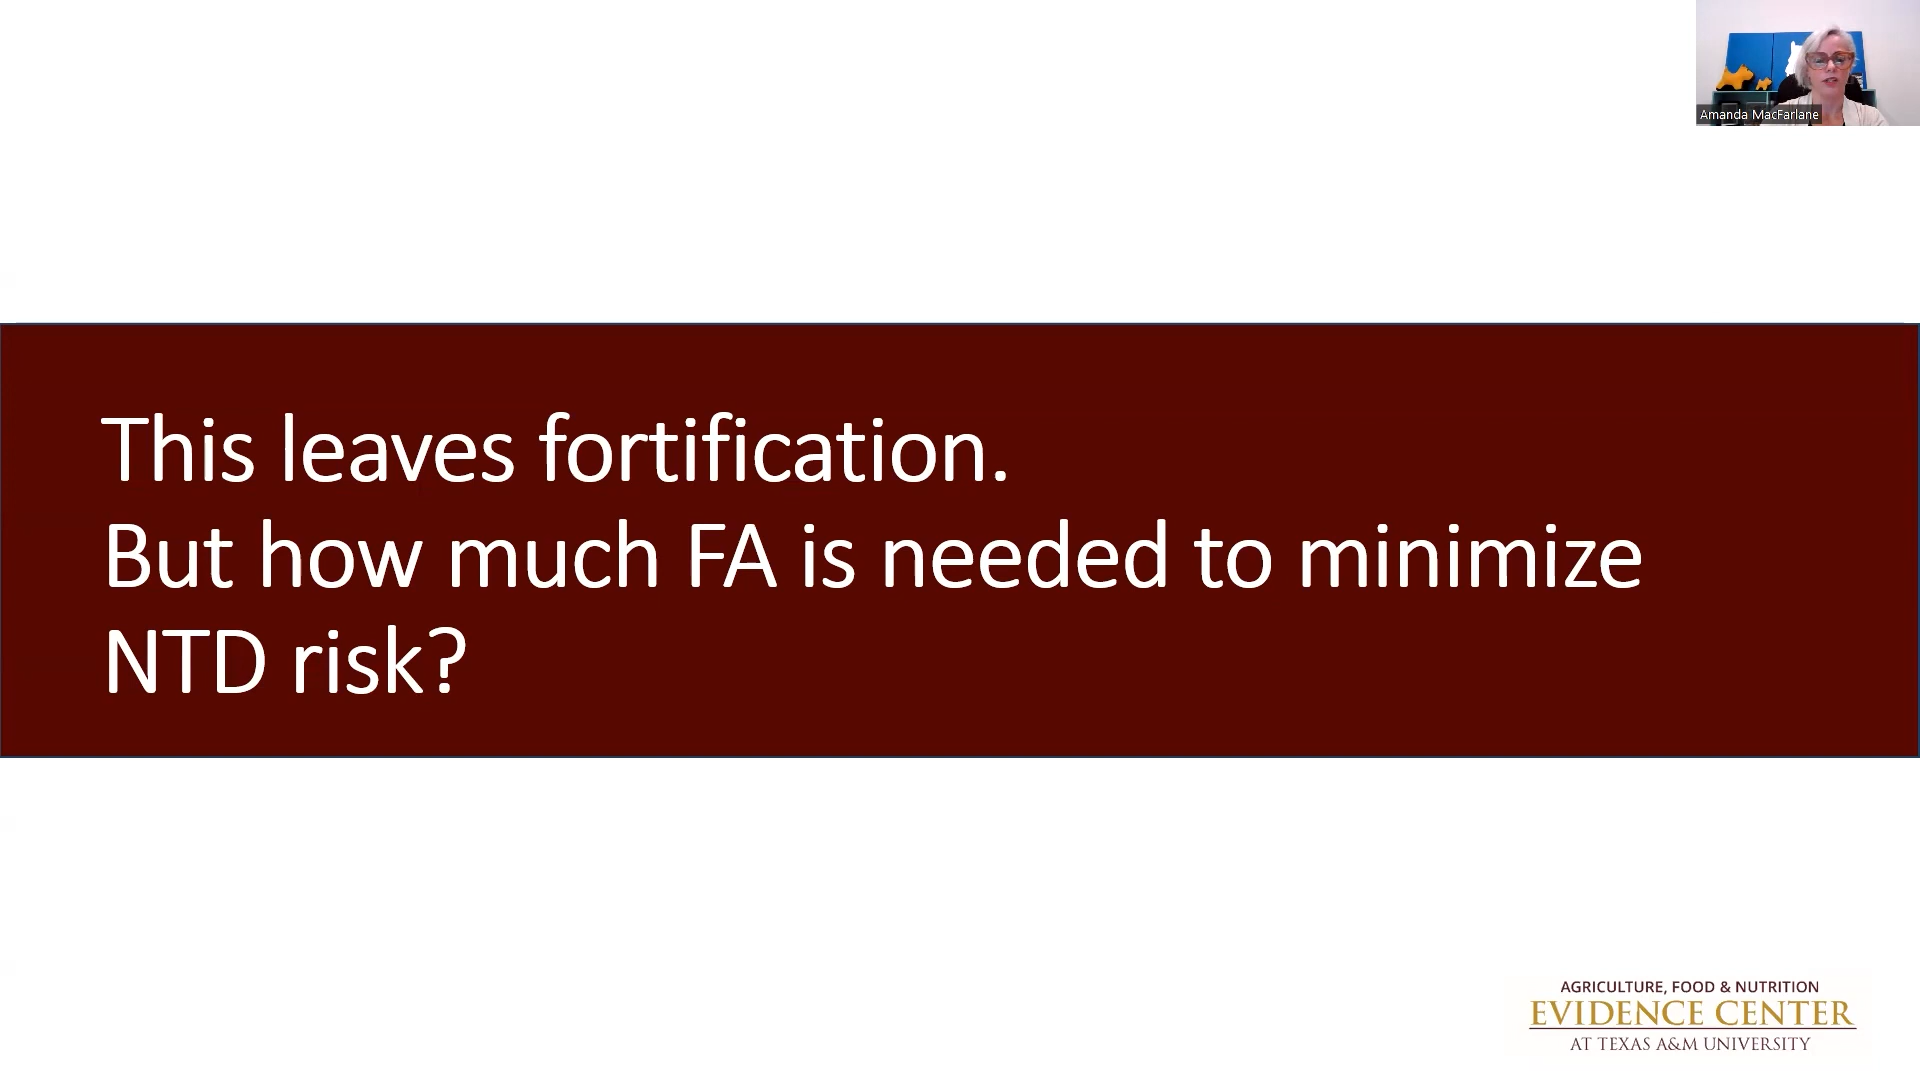 Amanda MacFarlane
This leaves fortification.
But how much FA is needed to minimize
NTD risk?
AGRICULTURE, FOOD & NUTRITION
EVIDENCE CENTER
AT TEXAS A&M UNIVERSITY